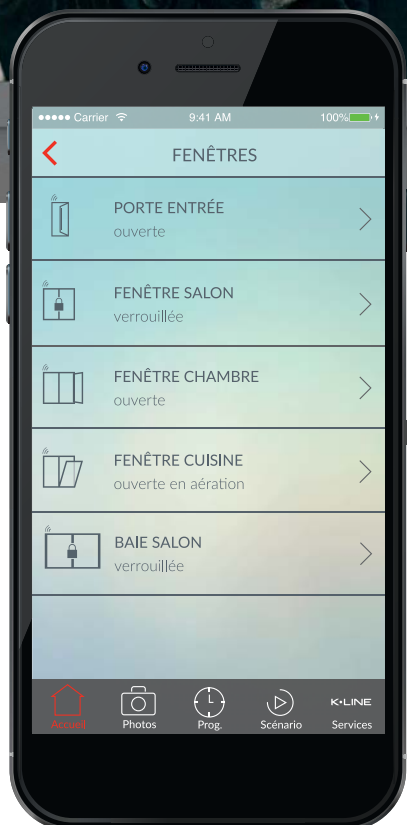 Carrier 9:41 AM 100%
FENÊTRES
PORTE ENTRÉE
ouverte
FENÊTRE SALON
verrouillée
FENÊTRE CHAMBRE
ouverte
FENÊTRE CUISINE
ouverte en aération
BAIE SALON
verrouillée
Accueil Photos Prog. Scénario K•LINE Services